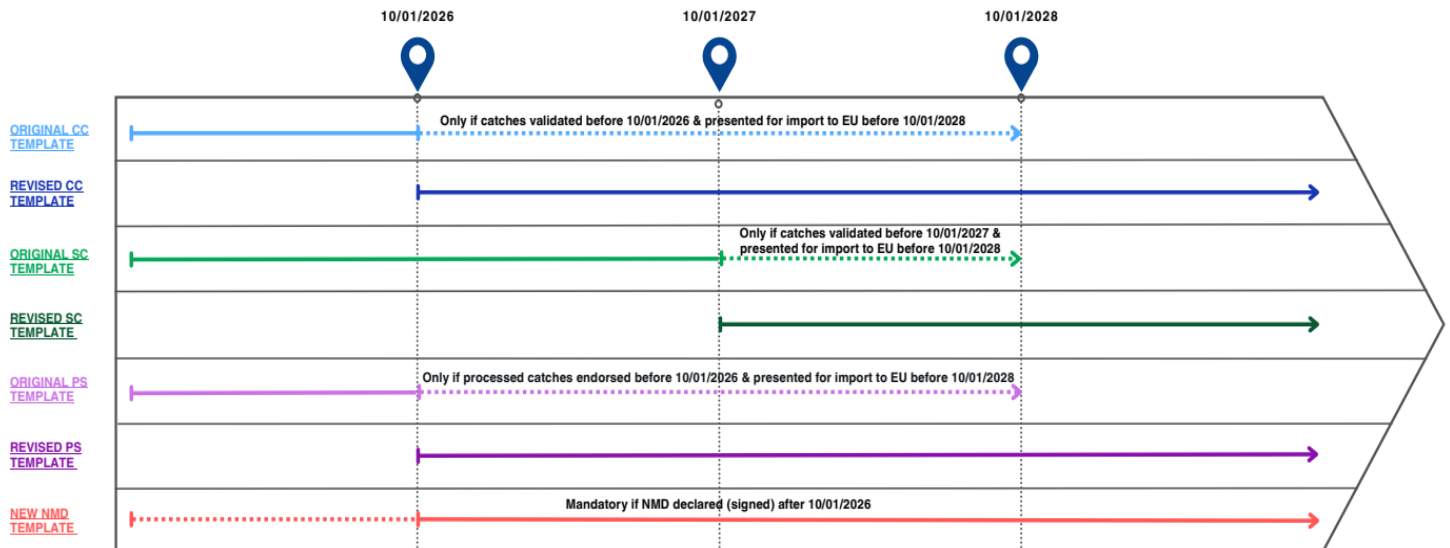 10/01/2026 10/01/2027 10/01/2028
ORIGINAL CC
TEMPLATE
Only if catches validated before 10/01/2026 & presented for import to EU before 10/01/2028
REVISED CC
TEMPLATE
ORIGINAL SC
TEMPLATE
Only if catches validated before 10/01/2027 &
presented for import to EU before 10/01/2028
REVISED SC
TEMPLATE
ORIGINAL PS
TEMPLATE
Only if processed catches endorsed before 10/01/2026 & presented for import to EU before 10/01/2028
REVISED PS
TEMPLATE
NEW NMD
TEMPLATE
Mandatory if NMD declared (signed) after 10/01/2026